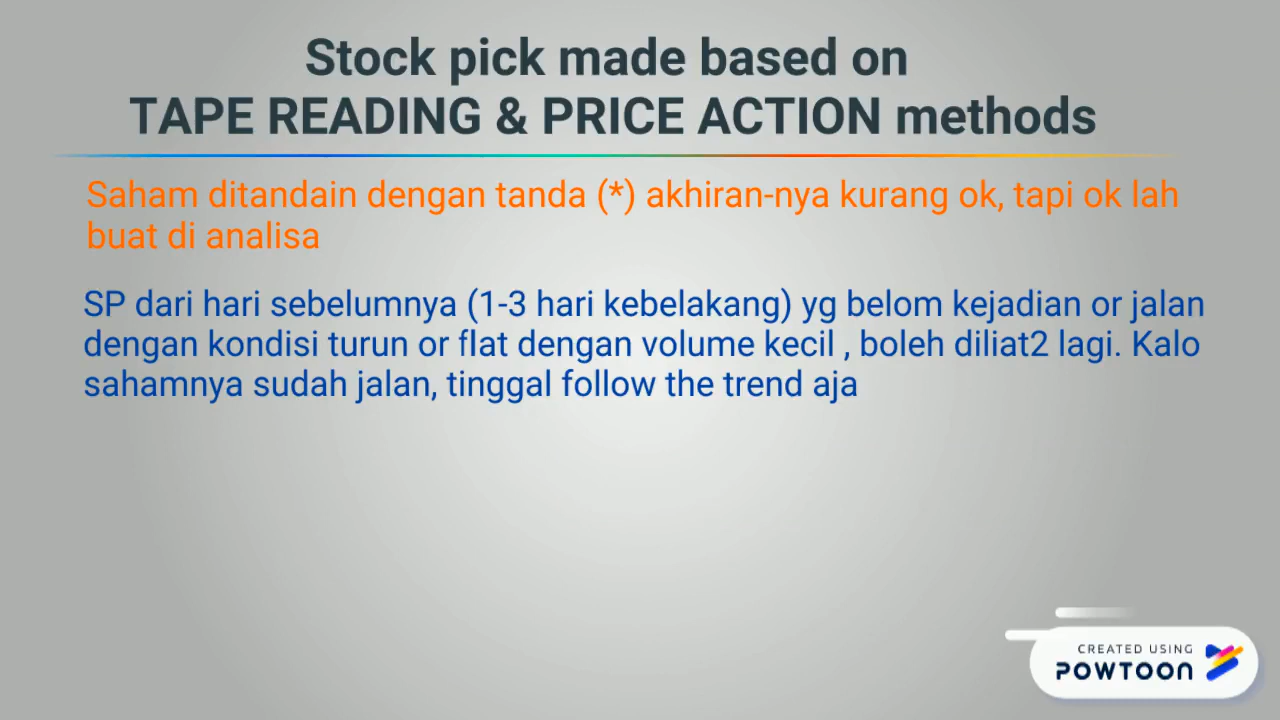 Stock pick made based on
TAPE READING & PRICE ACTION methods
Saham ditandain dengan tanda (*) akhiran-nya kurang ok, tapi ok lah
buat di analisa
SP dari hari sebelumnya (1-3 hari kebelakang) yg belom kejadian or jalan
dengan kondisi turun or flat dengan volume kecil , boleh diliat2 lagi. Kalo
sahamnya sudah jalan, tinggal follow the trend aja
CREATED USING
POWTOON